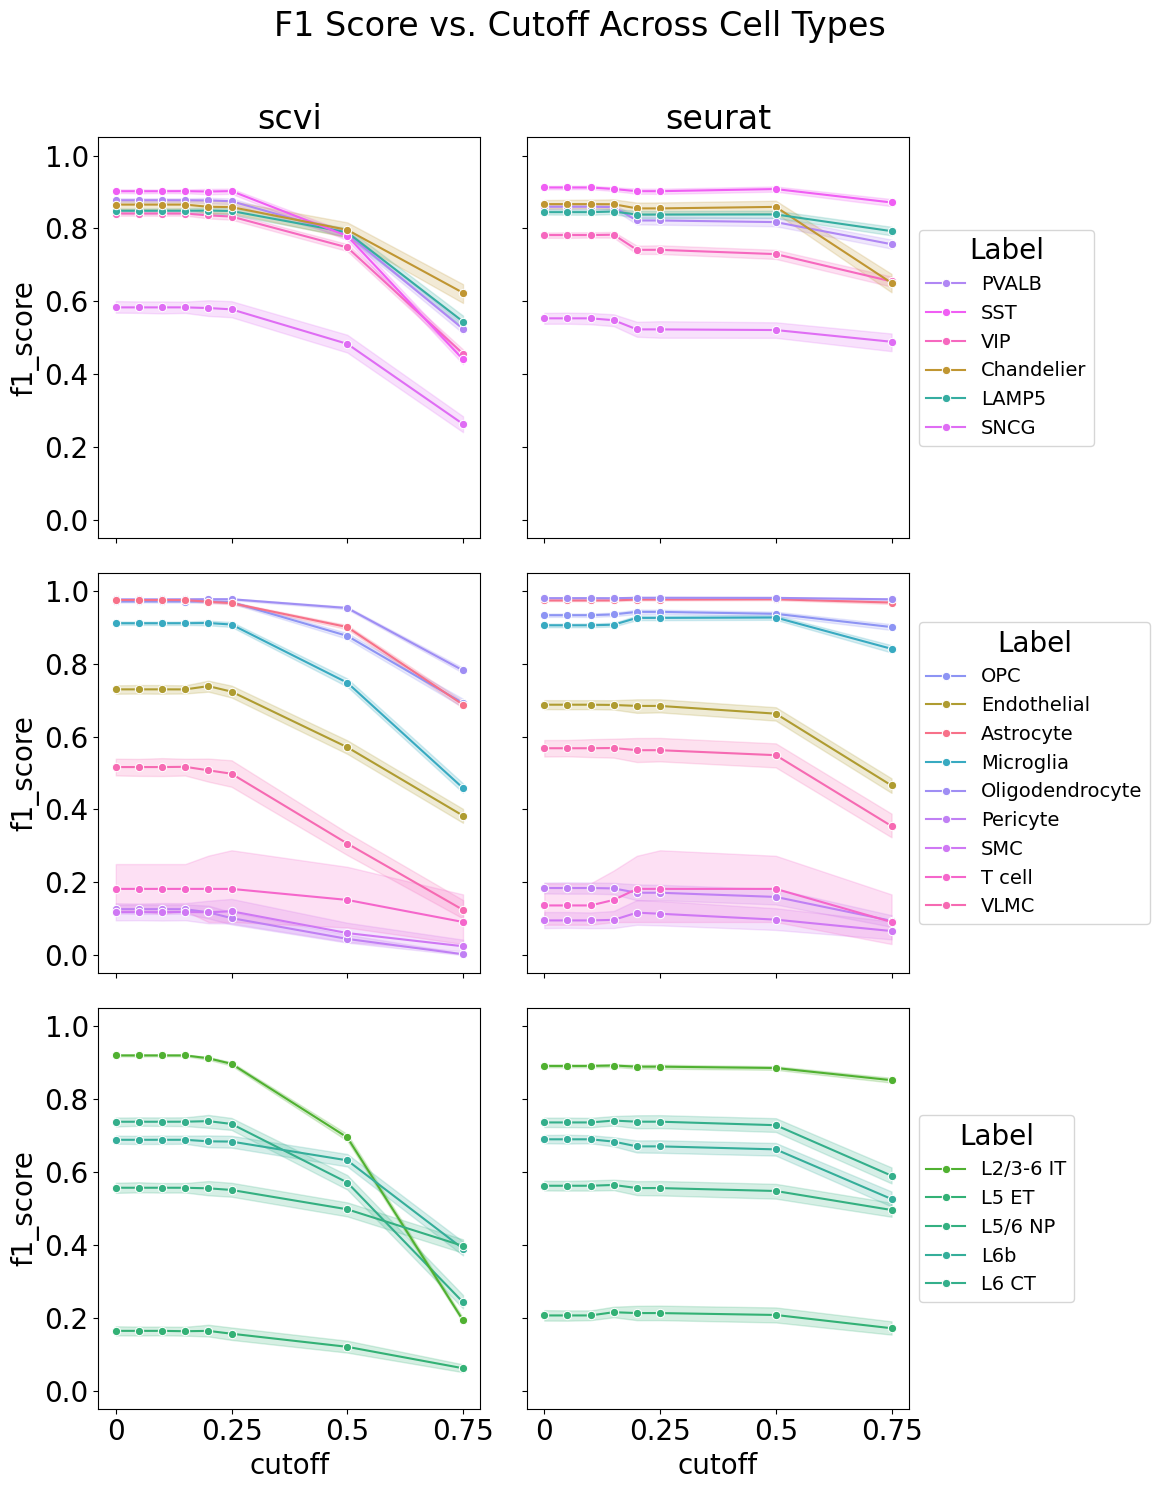 F1 Score vs. Cutoff Across Cell Types
scvi
seurat
1.0
0.8
0.6
0.4
0.2
0.0
f1_score
Label
PVALB
SST
VIP
Chandelier
LAMP5
SNCG
1.0
0.8
0.6
0.4
0.2
0.0
f1_score
Label
OPC
Endothelial
Astrocyte
Microglia
Oligodendrocyte
Pericyte
SMC
T cell
VLMC
1.0
0.8
0.6
0.4
0.2
0.0
f1_score
0 0.25 0.5 0.75
cutoff
0 0.25 0.5 0.75
cutoff
Label
L2/3-6 IT
L5 ET
L5/6 NP
L6b
L6 CT